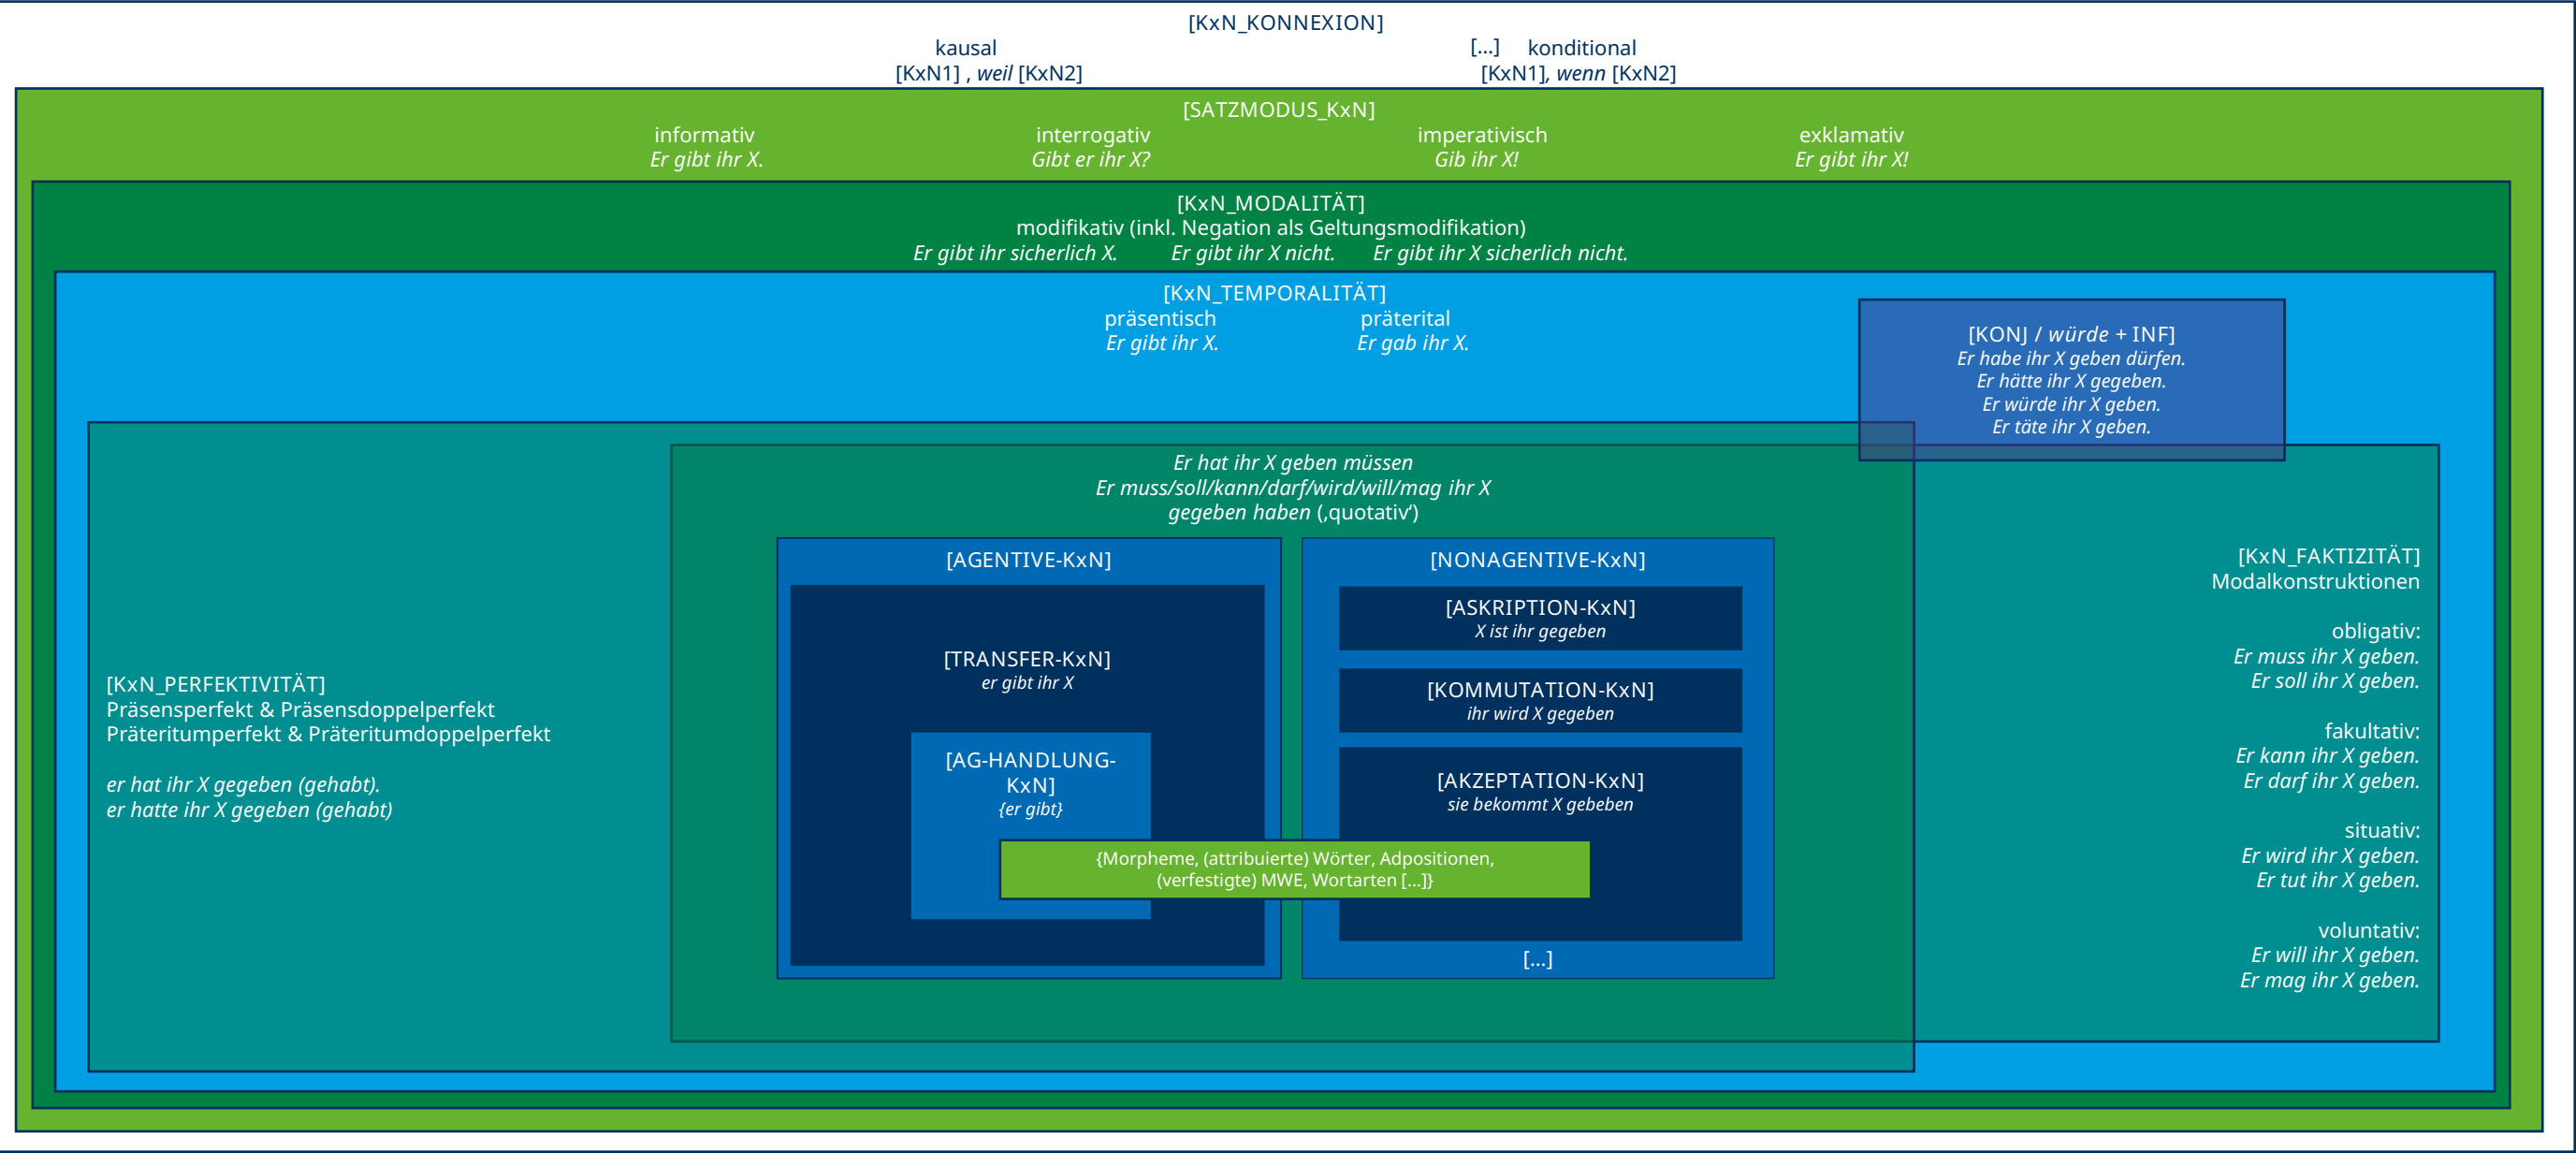 [KxN_KONNEXION]
kausal
[...] konditional
[KxN1] , weil [KxN2]
[KxN1], wenn [KxN2]
[SATZMODUS_KxN]
informativ
interrogativ
imperativisch
exklamativ
Er gibt ihr X.
Gibt er ihr X?
Gib ihr X!
Er gibt ihr X!
[KxN_MODALITÄT]
modifikativ (inkl. Negation als Geltungsmodifikation)
Er gibt ihr sicherlich X. Er gibt ihr X nicht. Er gibt ihr X sicherlich nicht.
[KxN_TEMPORALITÄT]
präsentisch
präterital
Er gibt ihr X.
Er gab ihr X.
[KONJ / würde + INF]
Er habe ihr X geben dürfen.
Er hätte ihr X gegeben.
Er würde ihr X geben.
Er täte ihr X geben.
Er hat ihr X geben müssen
Er muss/soll/kann/darf/wird/will/mag ihr X
gegeben haben (‚quotativ‘)
[KxN_PERFEKTIVITÄT]
Präsensperfekt & Präsensdoppelperfekt
Präteritumperfekt & Präteritumdoppelperfekt
er hat ihr X gegeben (gehabt).
er hatte ihr X gegeben (gehabt)
[AGENTIVE-KxN]
[TRANSFER-KxN]
er gibt ihr X
[AG-HANDLUNG-
KxN]
{er gibt}
[NONAGENTIVE-KxN]
[ASKRIPTION-KxN]
X ist ihr gegeben
[KOMMUTATION-KxN]
ihr wird X gegeben
[AKZEPTATION-KxN]
sie bekommt X gebeben
{Morpheme, (attribuierte) Wörter, Adpositionen,
(verfestigte) MWE, Wortarten [...]}
[...]
[KxN_FAKTIZITÄT]
Modalkonstruktionen
obligativ:
Er muss ihr X geben.
Er soll ihr X geben.
fakultativ:
Er kann ihr X geben.
Er darf ihr X geben.
situativ:
Er wird ihr X geben.
Er tut ihr X geben.
voluntativ:
Er will ihr X geben.
Er mag ihr X geben.